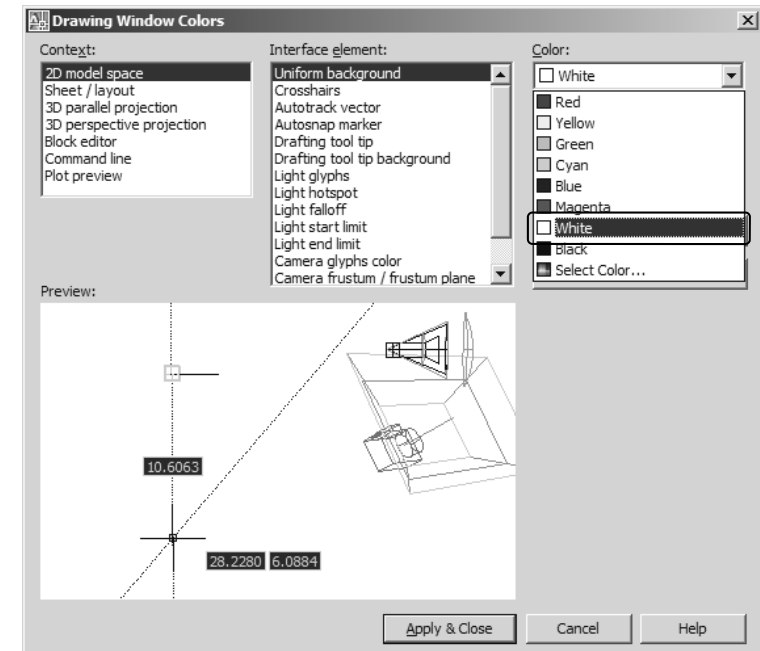 Drawing Window Colors
Context:
2D model space
Sheet / layout
3D parallel projection
3D perspective projection
Block editor
Command line
Plot preview
Interface element:
Uniform background
Crosshairs
Autotrack vector
Autosnap marker
Drafting tool tip
Drafting tool tip background
Light glyphs
Light hotspot
Light falloff
Light start limit
Light end limit
Camera glyphs color
Camera frustum / frustum plane
Color:
White
Red
Yellow
Green
Cyan
Blue
Magenta
White
Black
Select Color...
Preview:
10.6063
28.2280 6.0884
Apply & Close Cancel Help